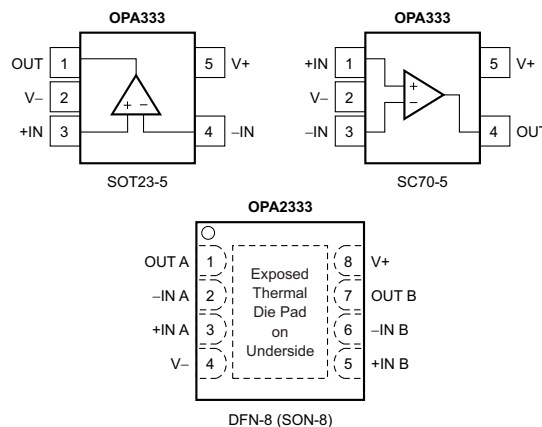 OPA333
OUT 1
5 V+
V– 2
+ –
+IN 3
4 –IN
SOT23-5
OPA333
+IN 1
5 V+
+
V– 2
–
–IN 3
4 OUT
SC70-5
OPA2333
OUT A 1
8 V+
Exposed
Thermal
Die Pad
on
Underside
–IN A 2
7 OUT B
+IN A 3
6 –IN B
V– 4
5 +IN B
DFN-8 (SON-8)